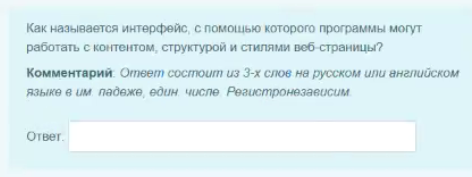 Как называется интерфейс, с помощью которого программы могут
работать с контентом, структурой и стилями веб-страницы?
Комментарий: Ответ состоит из 3-х слов на русском или английском
языке в им. падеже, един. числе. Регистронезависим.
Ответ: